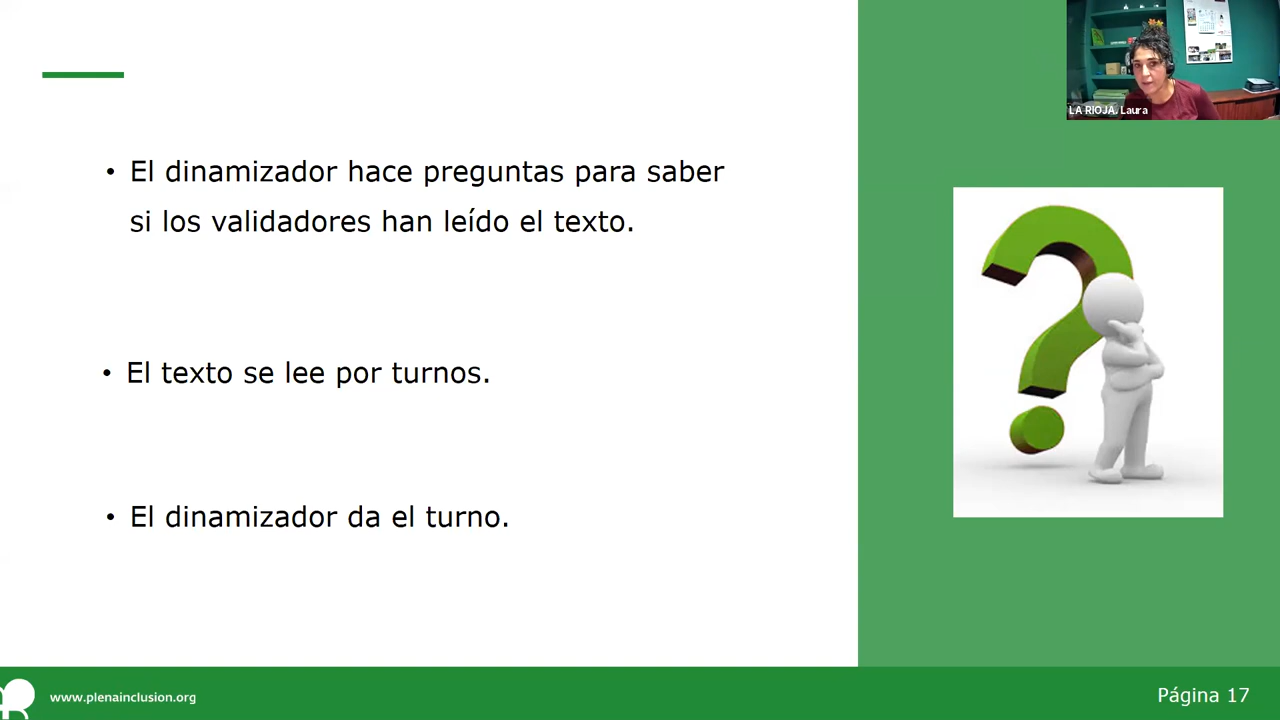 LA RIOJA, Laura
• El dinamizador hace preguntas para saber
si los validadores han leído el texto.
• El texto se lee por turnos.
• El dinamizador da el turno.
www.plenainclusion.org
Página 17